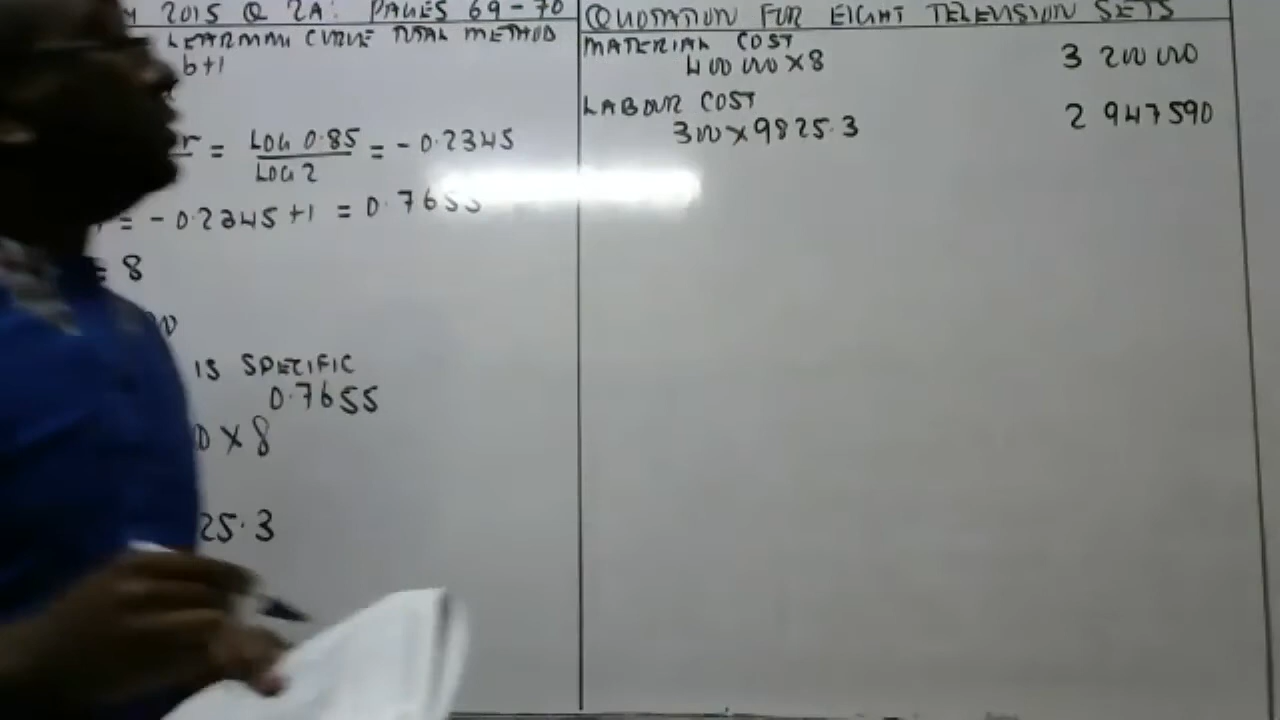 2015 Q 2A: PAGES 69-70
LEARNING CURVE TOTAL METHOD
b+1
r = LOG 0.85 / LOG 2 = -0.2345
= -0.2345 +1 = 0.7655
= 8
IS SPECIFIC
0.7655
0 x 8
25.3
QUOTATION FOR EIGHT TELEVISION SETS
MATERIAL COST
400 000 x 8 3 200 000
LABOUR COST
300 x 9825.3 2 947 590